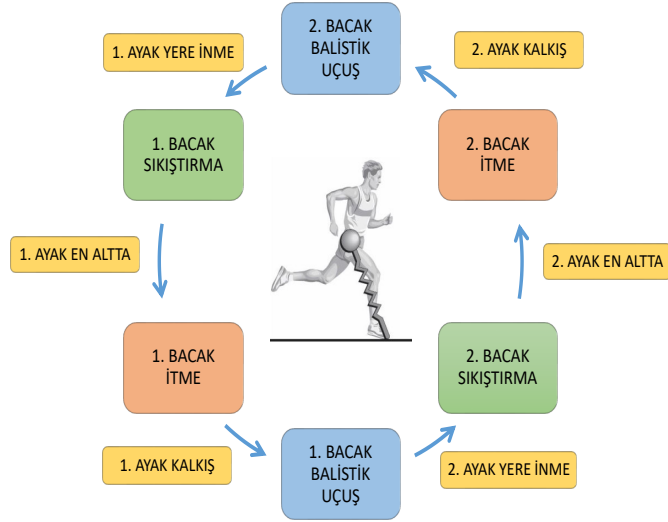 2. BACAK
BALİSTİK
UÇUŞ
1. AYAK YERE İNME
2. AYAK KALKIŞ
1. BACAK
SIKIŞTIRMA
2. BACAK
İTME
1. AYAK EN ALTTA
2. AYAK EN ALTTA
1. BACAK
İTME
2. BACAK
SIKIŞTIRMA
1. AYAK KALKIŞ
1. BACAK
BALİSTİK
UÇUŞ
2. AYAK YERE İNME